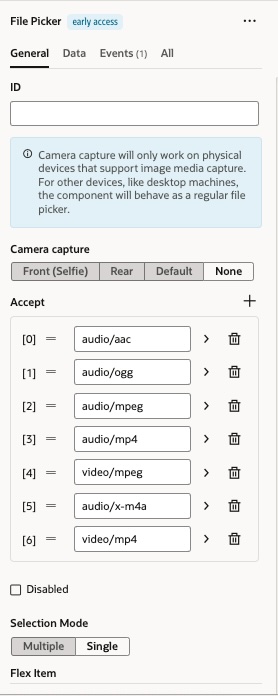 File Picker early access ...
General Data Events (1) All
ID
Camera capture will only work on physical
devices that support image media capture.
For other devices, like desktop machines,
the component will behave as a regular file
picker.
Camera capture
Front (Selfie) Rear Default None
Accept +
[0] = audio/aac >
[1] = audio/ogg >
[2] = audio/mpeg >
[3] = audio/mp4 >
[4] = video/mpeg >
[5] = audio/x-m4a >
[6] = video/mp4 >
Disabled
Selection Mode
Multiple Single
Flex Item